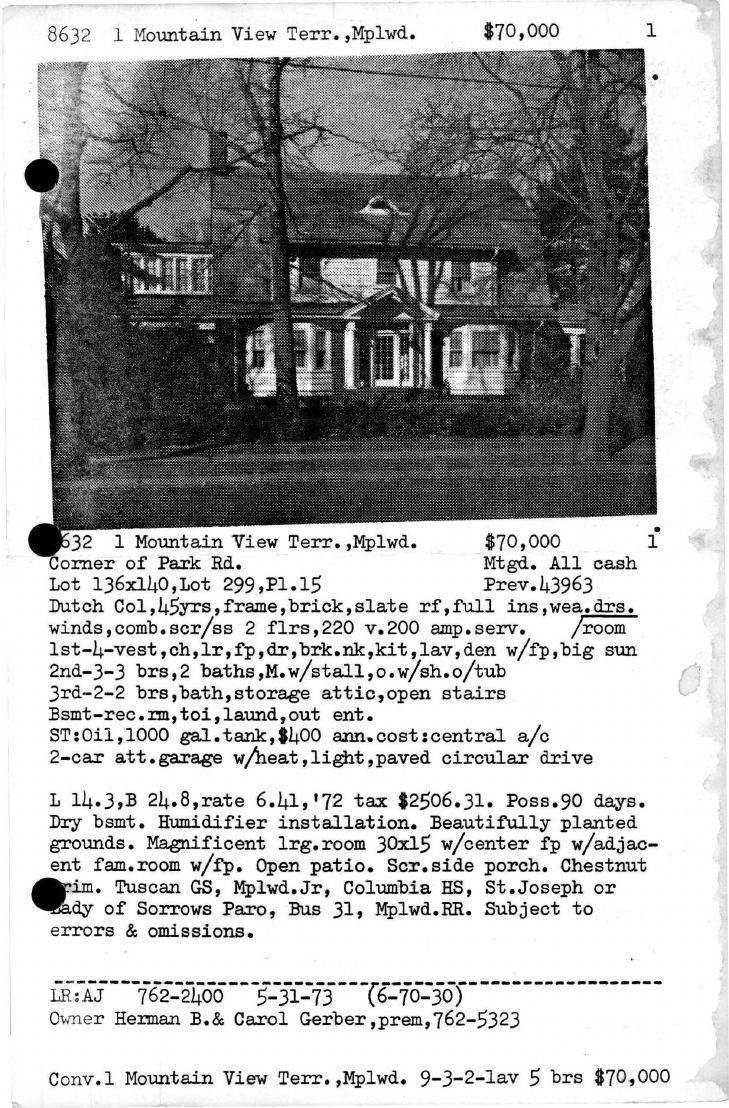 8632 1 Mountain View Terr.,Mplwd. $70,000 1
632 1 Mountain View Terr.,Mplwd. $70,000 1
Corner of Park Rd. Mtgd. All cash
Lot 136x140,Lot 299,Pl.15 Prev.43963
Dutch Col,45yrs,frame,brick,slate rf,full ins,wea.drs.
winds,comb.scr/ss 2 flrs,220 v.200 amp.serv. /room
1st-4-vest,ch,lr,fp,dr,brk.nk,kit,lav,den w/fp,big sun
2nd-3-3 brs,2 baths,M.w/stall,o.w/sh.o/tub
3rd-2-2 brs,bath,storage attic,open stairs
Bsmt-rec.rm,toi,laund,out ent.
ST:Oil,1000 gal.tank,$400 ann.cost:central a/c
2-car att.garage w/heat,light,paved circular drive
L 14.3,B 24.8,rate 6.41,'72 tax $2506.31. Poss.90 days.
Dry bsmt. Humidifier installation. Beautifully planted
grounds. Magnificent lrg.room 30x15 w/center fp w/adjac-
ent fam.room w/fp. Open patio. Scr.side porch. Chestnut
rim. Tuscan GS, Mplwd.Jr, Columbia HS, St.Joseph or
Lady of Sorrows Paro, Bus 31, Mplwd.RR. Subject to
errors & omissions.
LR:AJ 762-2400 5-31-73 (6-70-30)
Owner Herman B.& Carol Gerber,prem,762-5323
Conv.1 Mountain View Terr.,Mplwd. 9-3-2-lav 5 brs $70,000